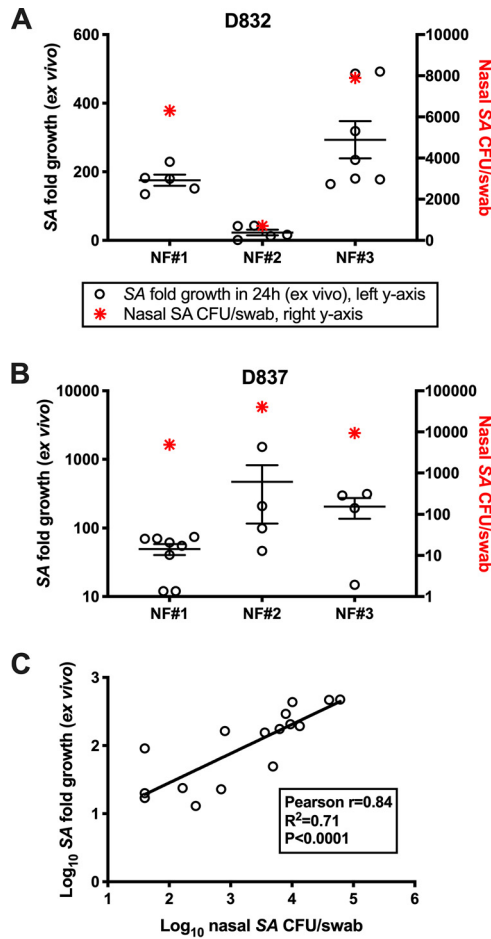 A
D832
SA fold growth (ex vivo)
600
400
200
0
10000
8000
6000
4000
2000
0
Nasal SA CFU/swab
NF#1 NF#2 NF#3
SA fold growth in 24h (ex vivo), left y-axis
Nasal SA CFU/swab, right y-axis
B
D837
SA fold growth (ex vivo)
10000
1000
100
10
100000
10000
1000
100
10
1
Nasal SA CFU/swab
NF#1 NF#2 NF#3
C
Log10 SA fold growth (ex vivo)
3
2
1
0
Pearson r=0.84
R2=0.71
P<0.0001
1 2 3 4 5 6
Log10 nasal SA CFU/swab